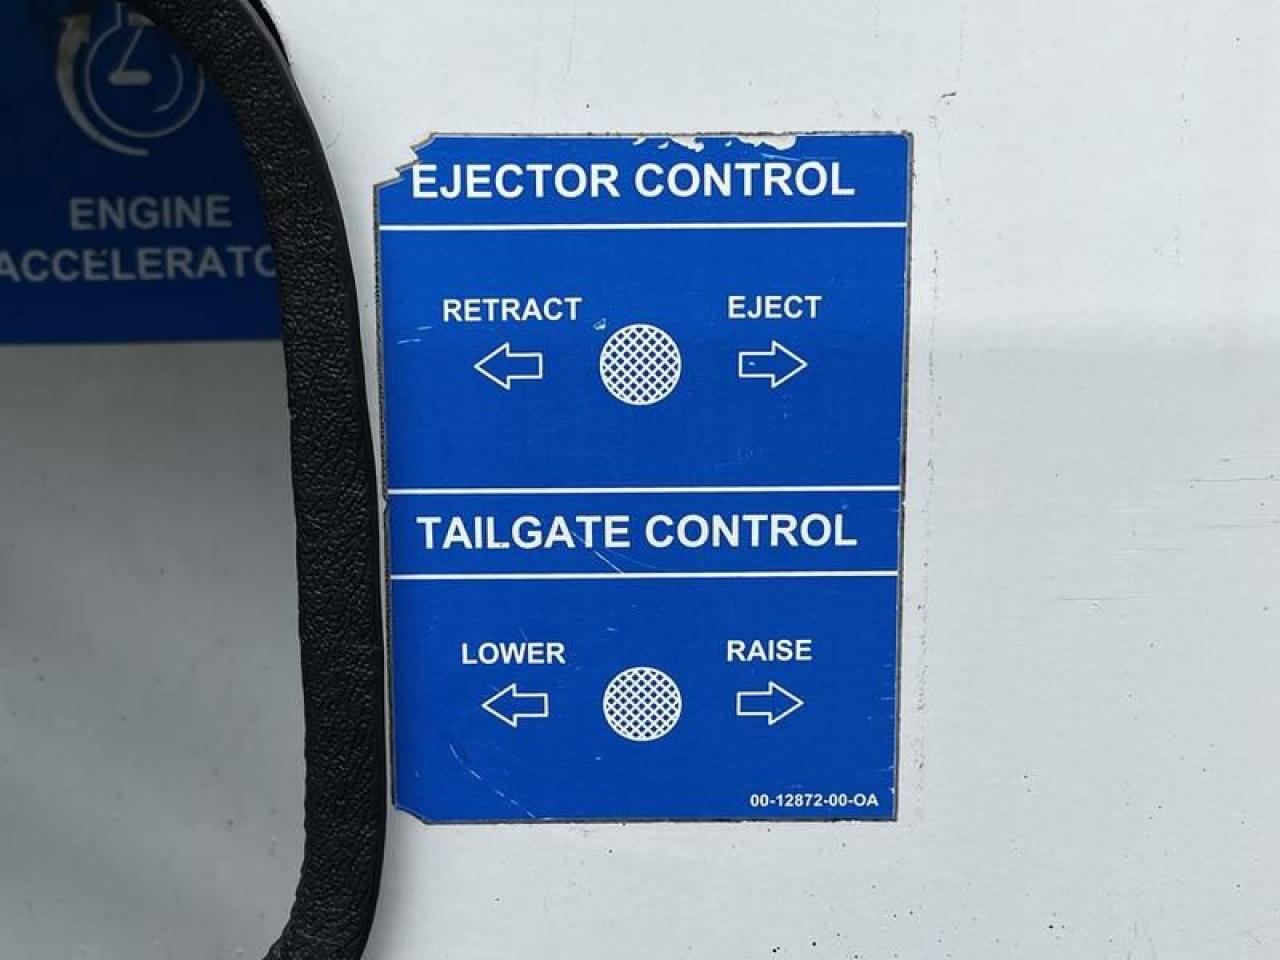 ENGINE
ACCELERATO
EJECTOR CONTROL
RETRACT EJECT
TAILGATE CONTROL
LOWER RAISE
00-12872-00-OA